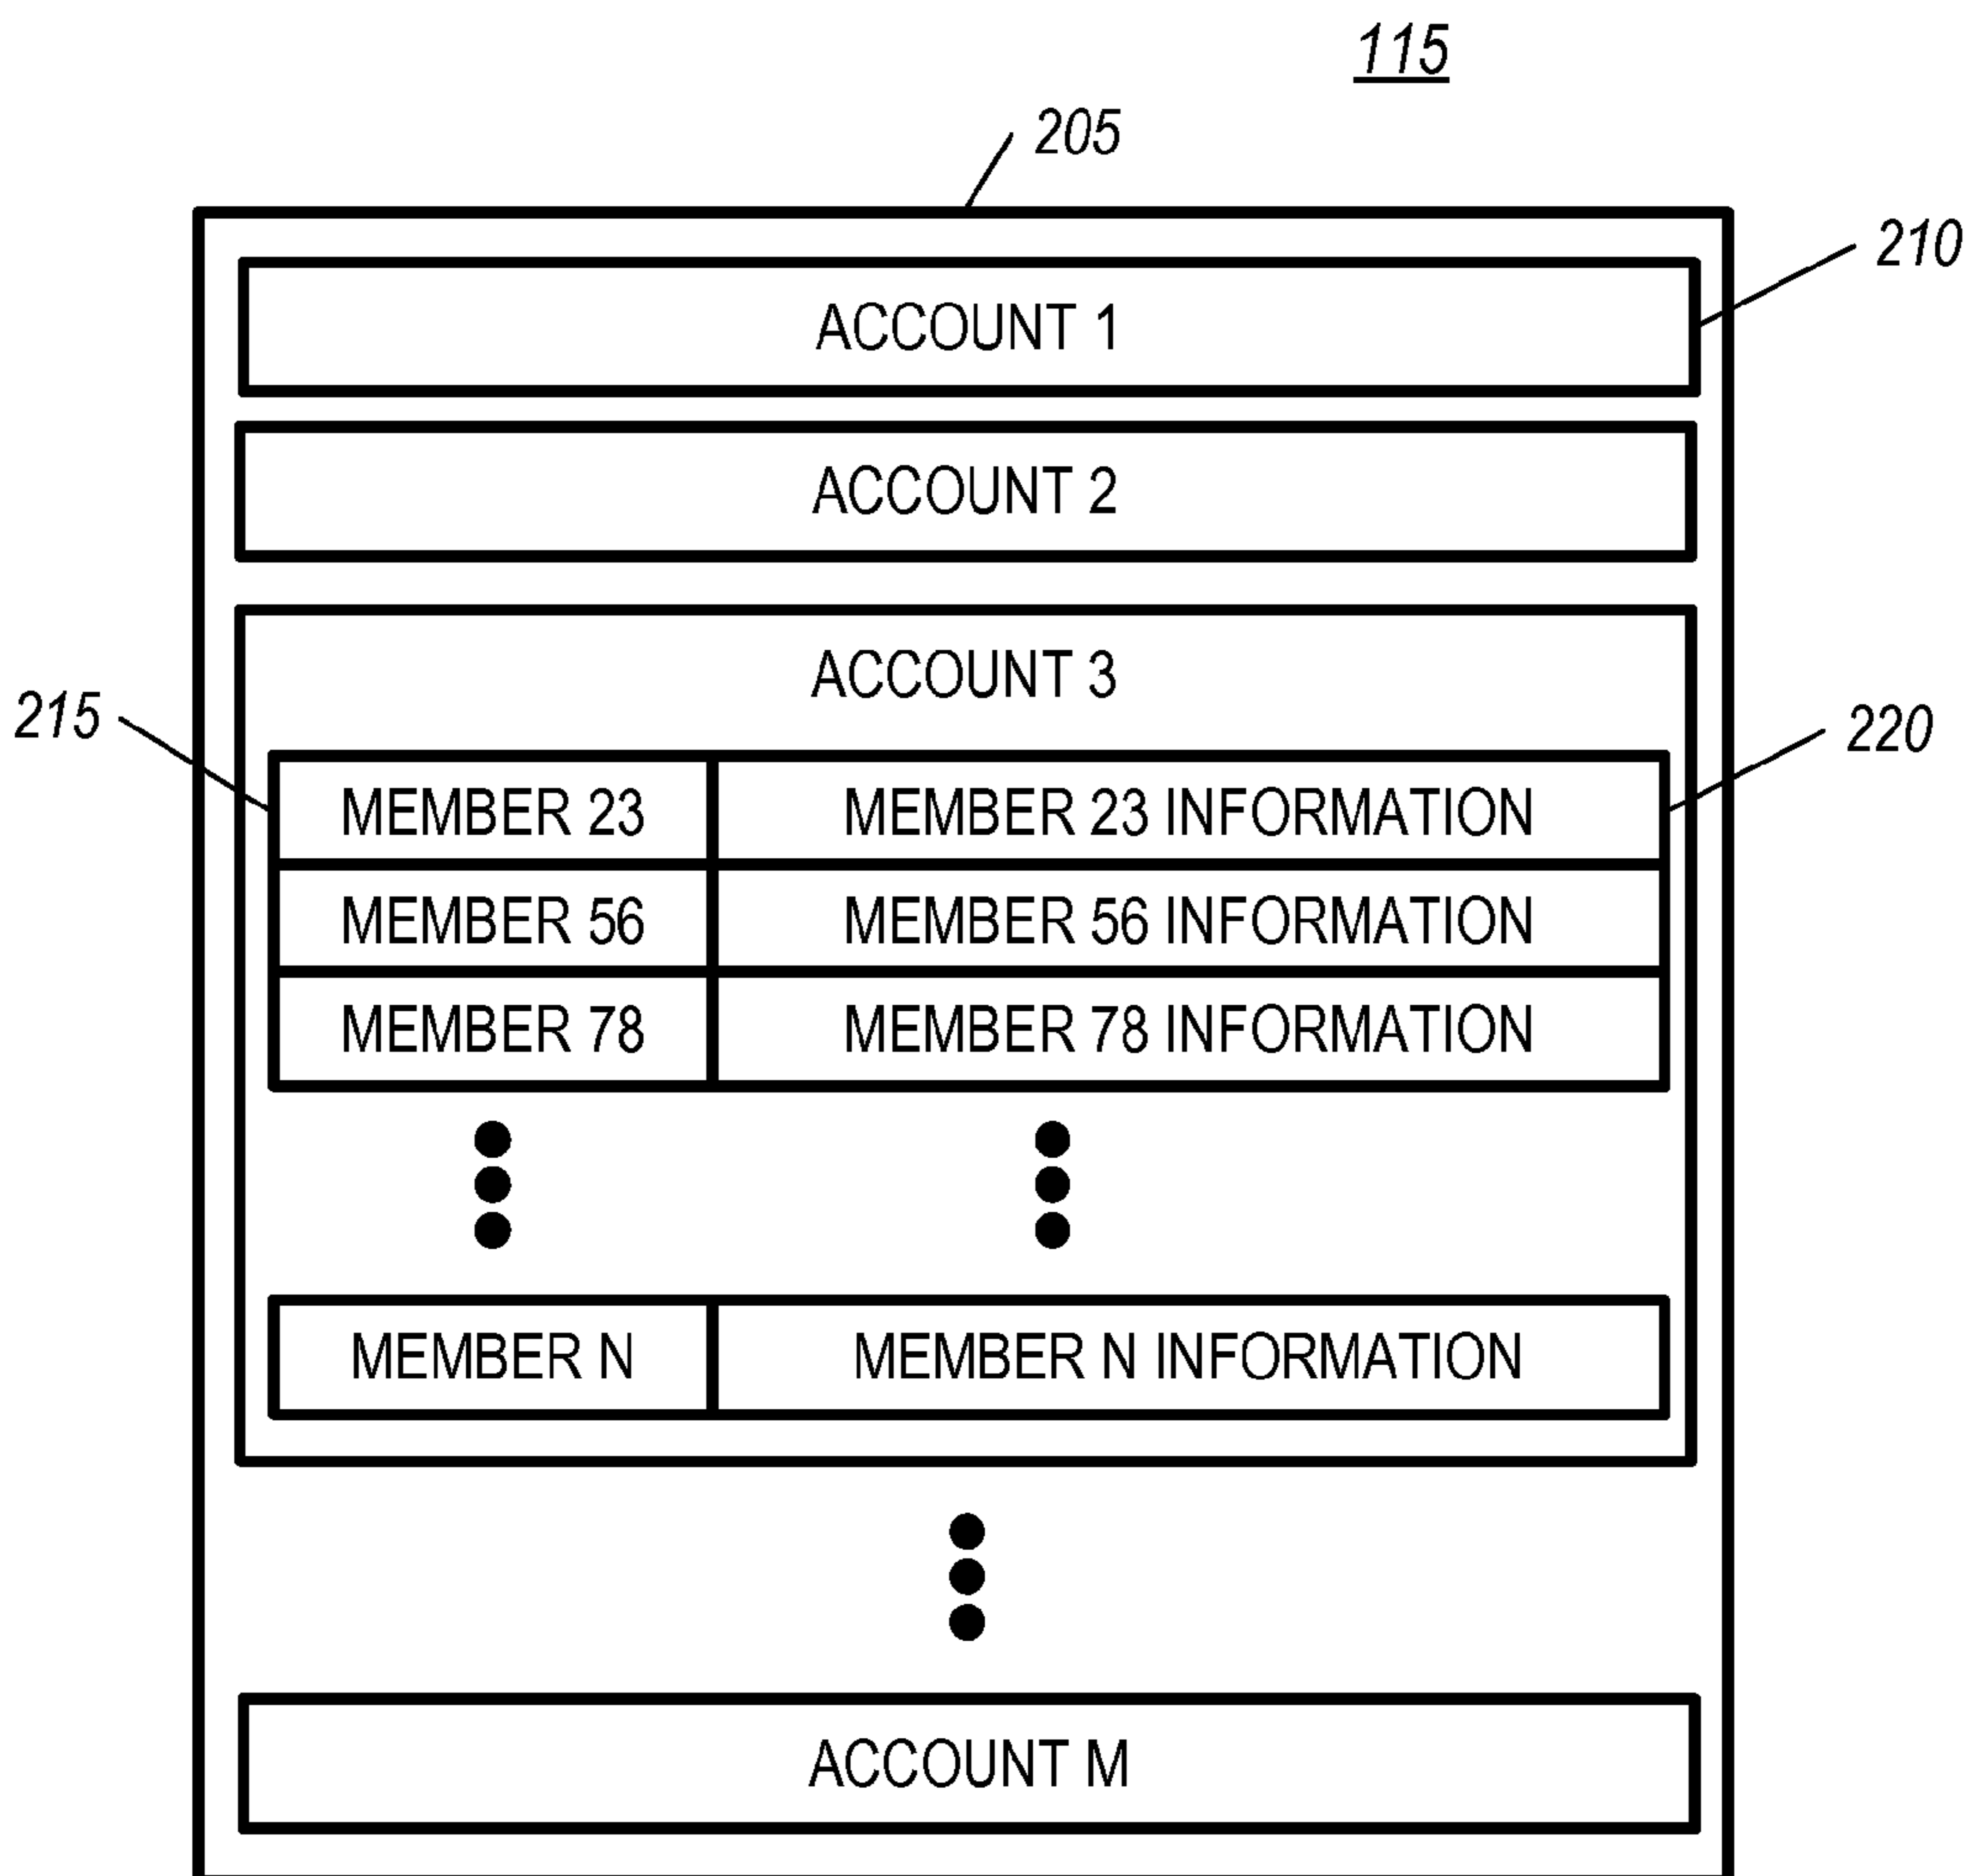 115
205
210
ACCOUNT 1
ACCOUNT 2
ACCOUNT 3
215
220
MEMBER 23 MEMBER 23 INFORMATION
MEMBER 56 MEMBER 56 INFORMATION
MEMBER 78 MEMBER 78 INFORMATION
MEMBER N MEMBER N INFORMATION
ACCOUNT M